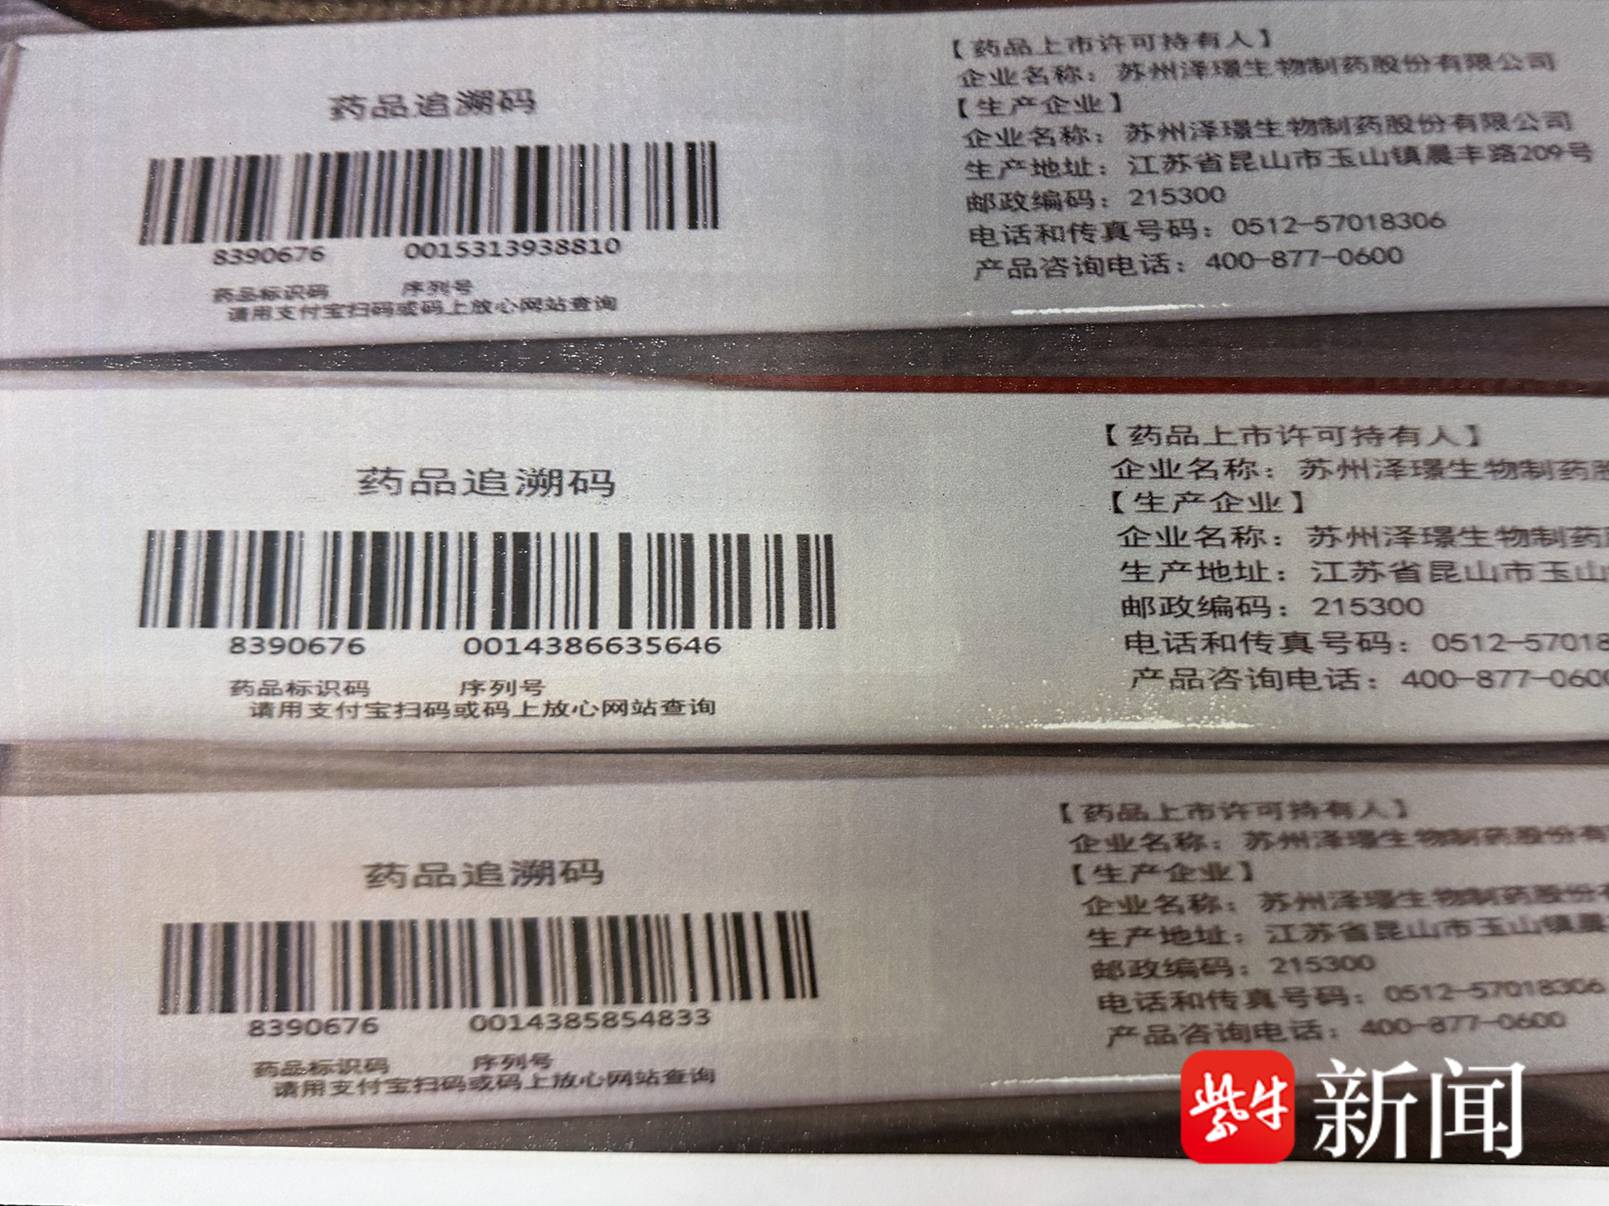 药品追溯码
8390676 0015313938810
药品标识码 序列号
请用支付宝扫码或码上放心网站查询
【药品上市许可持有人】
企业名称：苏州泽璟生物制药股份有限公司
【生产企业】
企业名称：苏州泽璟生物制药股份有限公司
生产地址：江苏省昆山市玉山镇晨丰路209号
邮政编码：215300
电话和传真号码：0512-57018306
产品咨询电话：400-877-0600
药品追溯码
8390676 0014386635646
药品标识码 序列号
请用支付宝扫码或码上放心网站查询
【药品上市许可持有人】
企业名称：苏州泽璟生物制药股
【生产企业】
企业名称：苏州泽璟生物制药
生产地址：江苏省昆山市玉山
邮政编码：215300
电话和传真号码：0512-57018
产品咨询电话：400-877-0600
药品追溯码
8390676 0014385854833
药品标识码 序列号
请用支付宝扫码或码上放心网站查询
【药品上市许可持有人】
企业名称：苏州泽璟生物制药股份有
【生产企业】
企业名称：苏州泽璟生物制药股份
生产地址：江苏省昆山市玉山镇晨
邮政编码：215300
电话和传真号码：0512-57018306
产品咨询电话：400-877-0600
紫牛 新闻